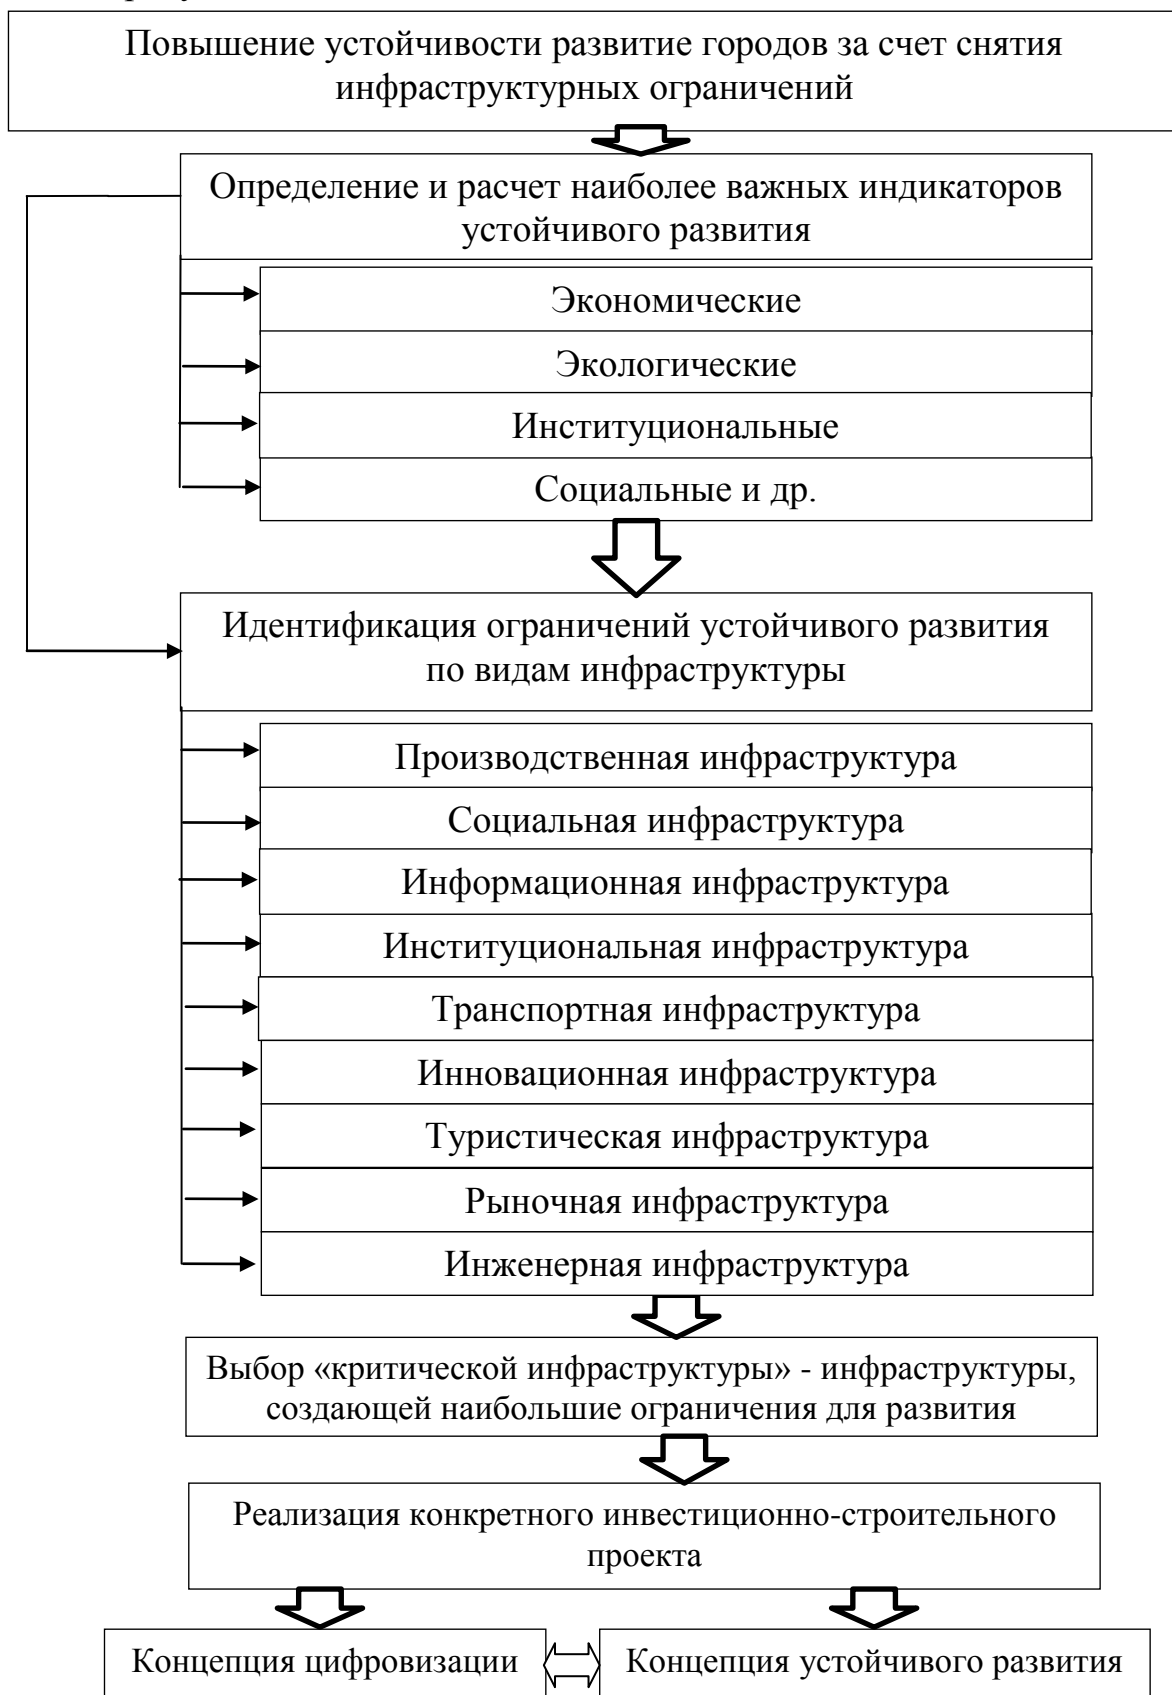 Повышение устойчивости развитие городов за счет снятия
инфраструктурных ограничений
Определение и расчет наиболее важных индикаторов
устойчивого развития
Экономические
Экологические
Институциональные
Социальные и др.
Идентификация ограничений устойчивого развития
по видам инфраструктуры
Производственная инфраструктура
Социальная инфраструктура
Информационная инфраструктура
Институциональная инфраструктура
Транспортная инфраструктура
Инновационная инфраструктура
Туристическая инфраструктура
Рыночная инфраструктура
Инженерная инфраструктура
Выбор «критической инфраструктуры» - инфраструктуры,
создающей наибольшие ограничения для развития
Реализация конкретного инвестиционно-строительного
проекта
Концепция цифровизации
Концепция устойчивого развития